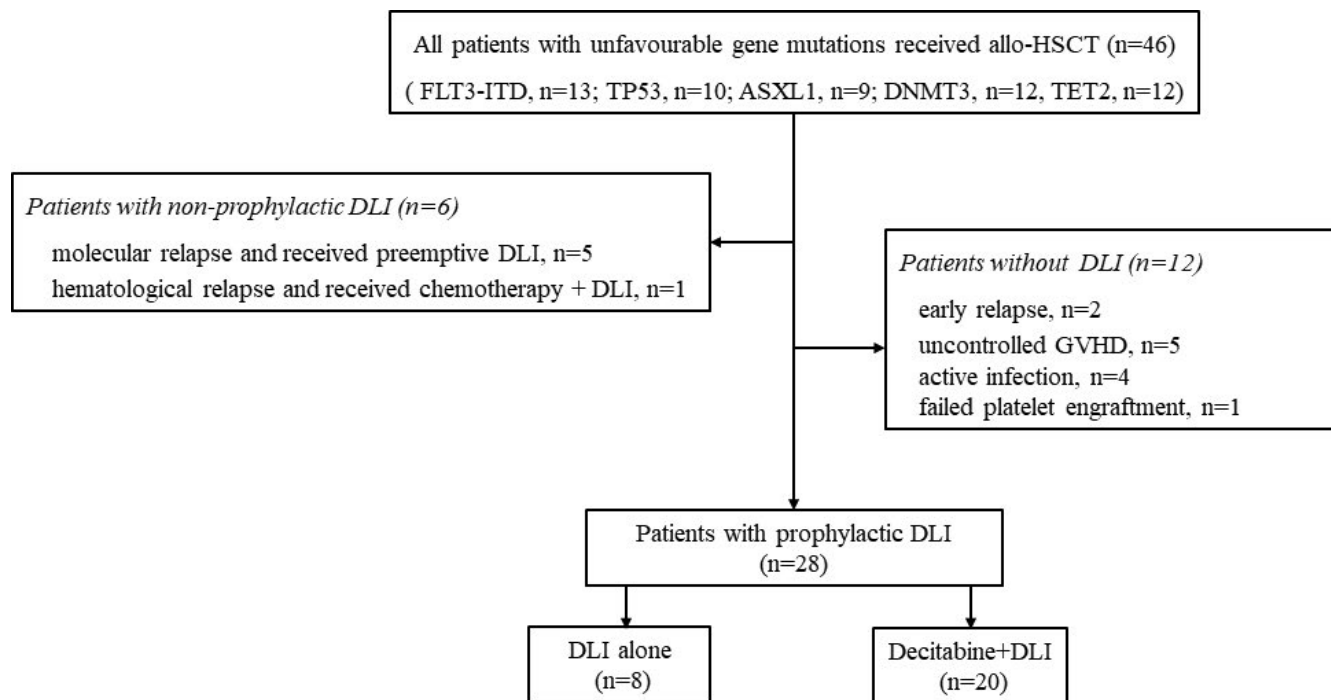 All patients with unfavourable gene mutations received allo-HSCT (n=46)
( FLT3-ITD, n=13; TP53, n=10; ASXL1, n=9; DNMT3, n=12, TET2, n=12)
Patients with non-prophylactic DLI (n=6)
molecular relapse and received preemptive DLI, n=5
hematological relapse and received chemotherapy + DLI, n=1
Patients without DLI (n=12)
early relapse, n=2
uncontrolled GVHD, n=5
active infection, n=4
failed platelet engraftment, n=1
Patients with prophylactic DLI
(n=28)
DLI alone
(n=8)
Decitabine+DLI
(n=20)